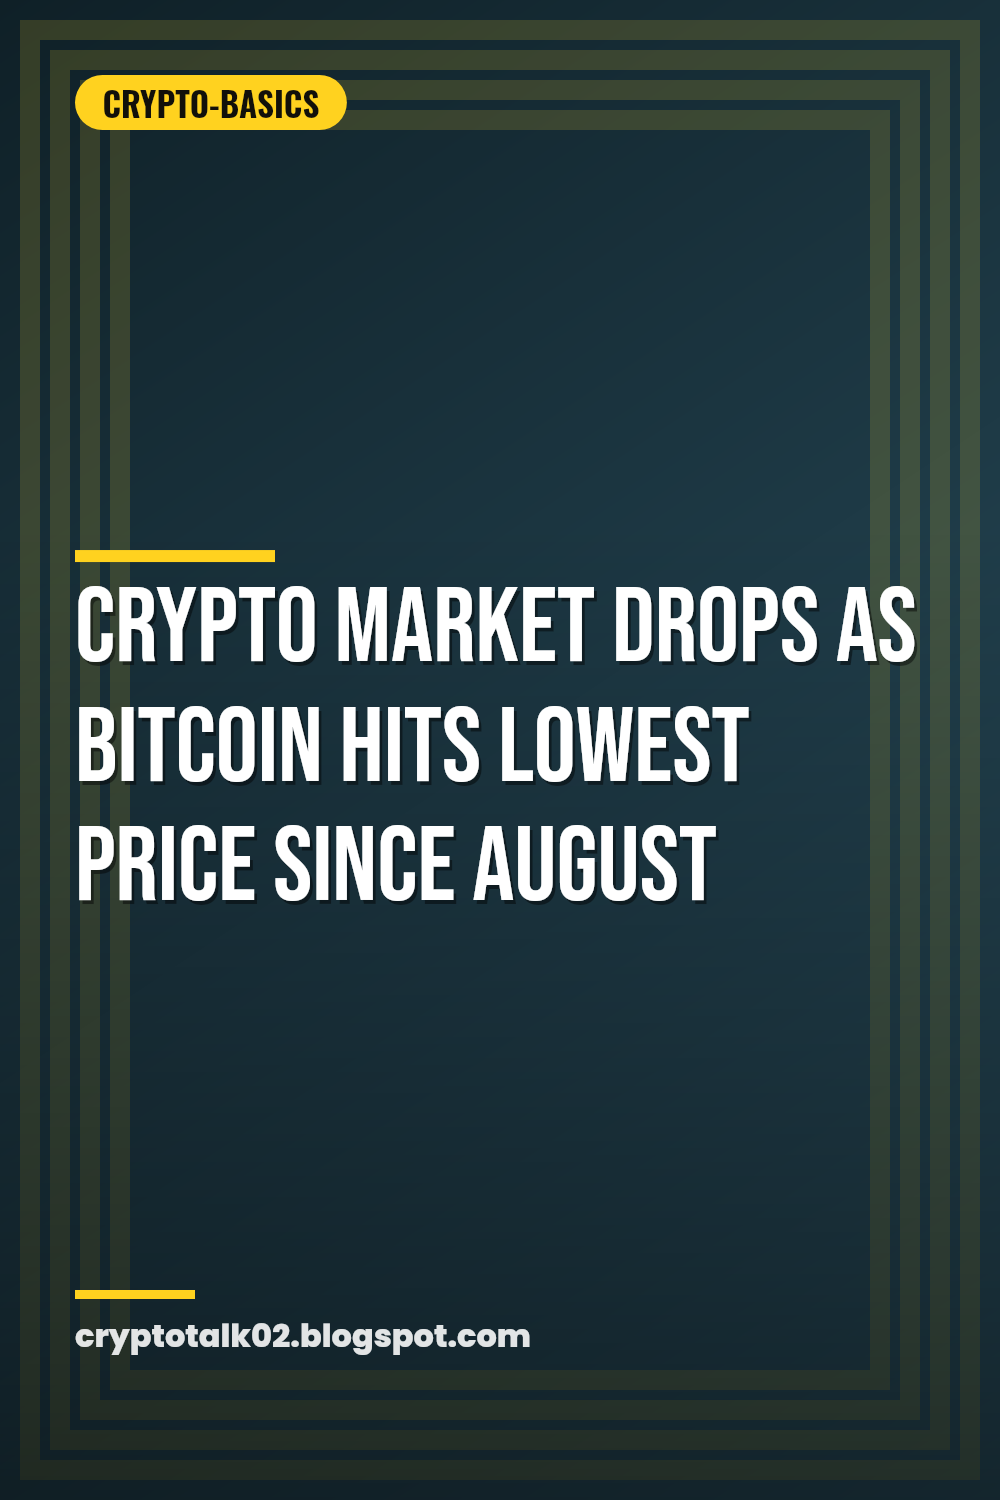 CRYPTO-BASICS
CRYPTO MARKET DROPS AS
BITCOIN HITS LOWEST
PRICE SINCE AUGUST
cryptotalk02.blogspot.com